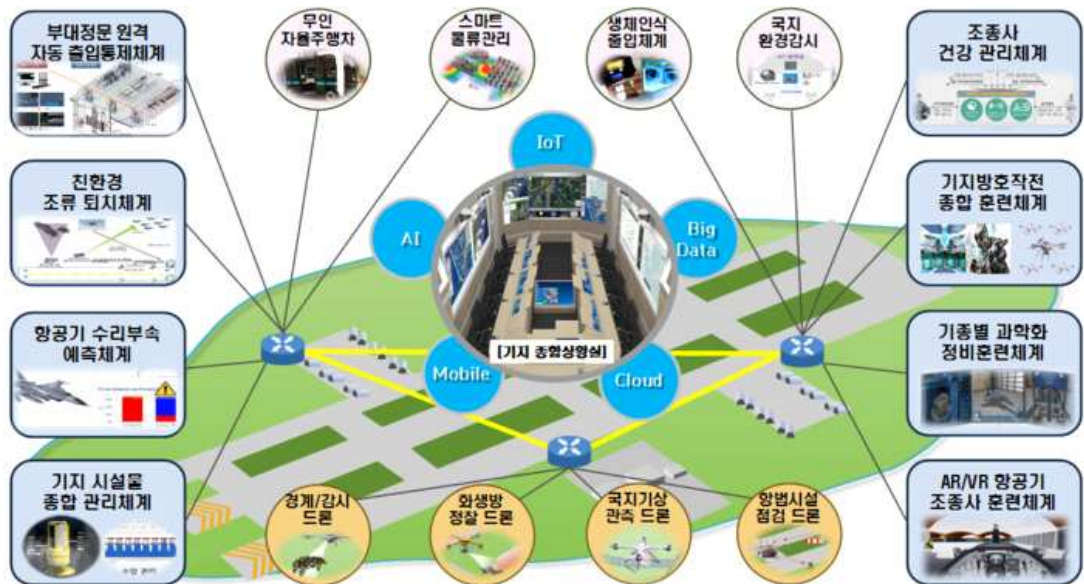 부대정문 원격
자동 출입통제체계
무인
자율주행차
스마트
물류관리
생체인식
출입체계
국지
환경감시
조종사
건강 관리체계
친환경
조류 퇴치체계
IoT
AI
Big
Data
기지방호작전
종합 훈련체계
항공기 수리부속
예측체계
[기지 종합상황실]
Mobile
Cloud
기종별 과학화
정비훈련체계
기지 시설물
종합 관리체계
경계/감시
드론
화생방
정찰 드론
국지기상
관측 드론
항법시설
점검 드론
AR/VR 항공기
조종사 훈련체계